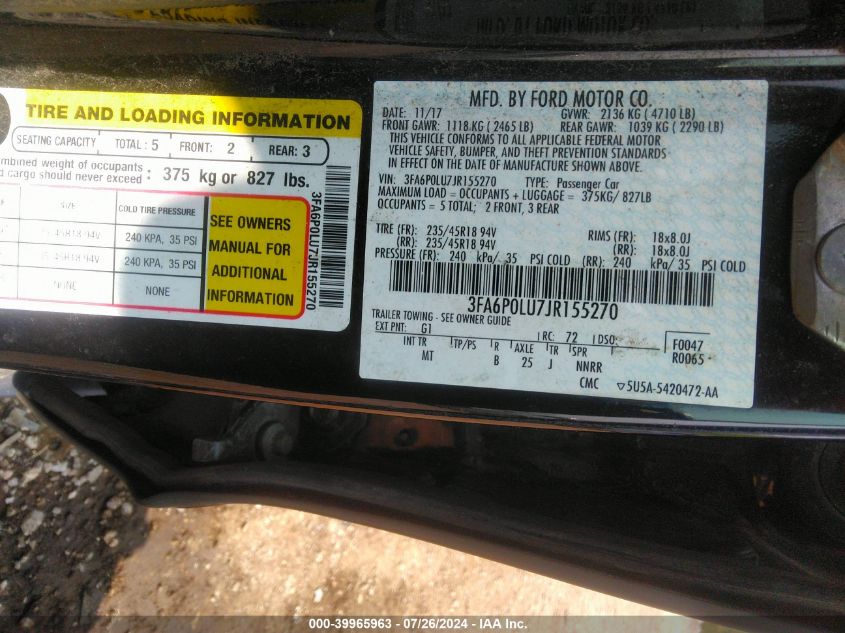 TIRE AND LOADING INFORMATION
SEATING CAPACITY TOTAL : 5 FRONT: 2 REAR: 3
ombined weight of occupants
d cargo should never exceed : 375 kg or 827 lbs.
SIZE COLD TIRE PRESSURE
45R18 94V 240 KPA, 35 PSI
45R18 94V 240 KPA, 35 PSI
NONE NONE
SEE OWNERS
MANUAL FOR
ADDITIONAL
INFORMATION
3FA6P0LU7JR155270
MFD. BY FORD MOTOR CO.
DATE: 11/17 GVWR: 2136 KG ( 4710 LB)
FRONT GAWR: 1118 KG ( 2465 LB) REAR GAWR: 1039 KG ( 2290 LB)
THIS VEHICLE CONFORMS TO ALL APPLICABLE FEDERAL MOTOR
VEHICLE SAFETY, BUMPER, AND THEFT PREVENTION STANDARDS
IN EFFECT ON THE DATE OF MANUFACTURE SHOWN ABOVE.
VIN: 3FA6P0LU7JR155270 TYPE: Passenger Car
MAXIMUM LOAD = OCCUPANTS + LUGGAGE = 375KG/ 827LB
OCCUPANTS = 5 TOTAL; 2 FRONT, 3 REAR
TIRE (FR): 235/45R18 94V RIMS (FR): 18x8.0J
(RR): 235/45R18 94V (RR): 18x8.0J
PRESSURE (FR): 240 kPa/ 35 PSI COLD (RR): 240 kPa/ 35 PSI COLD
3FA6P0LU7JR155270
TRAILER TOWING - SEE OWNER GUIDE
EXT PNT: G1 RC: 72 DSO: F0047
INT TR TP/PS R AXLE TR SPR R0065
MT B 25 J NNRR
CMC ▽5U5A-5420472-AA
000-39965963 - 07/26/2024 - IAA Inc.